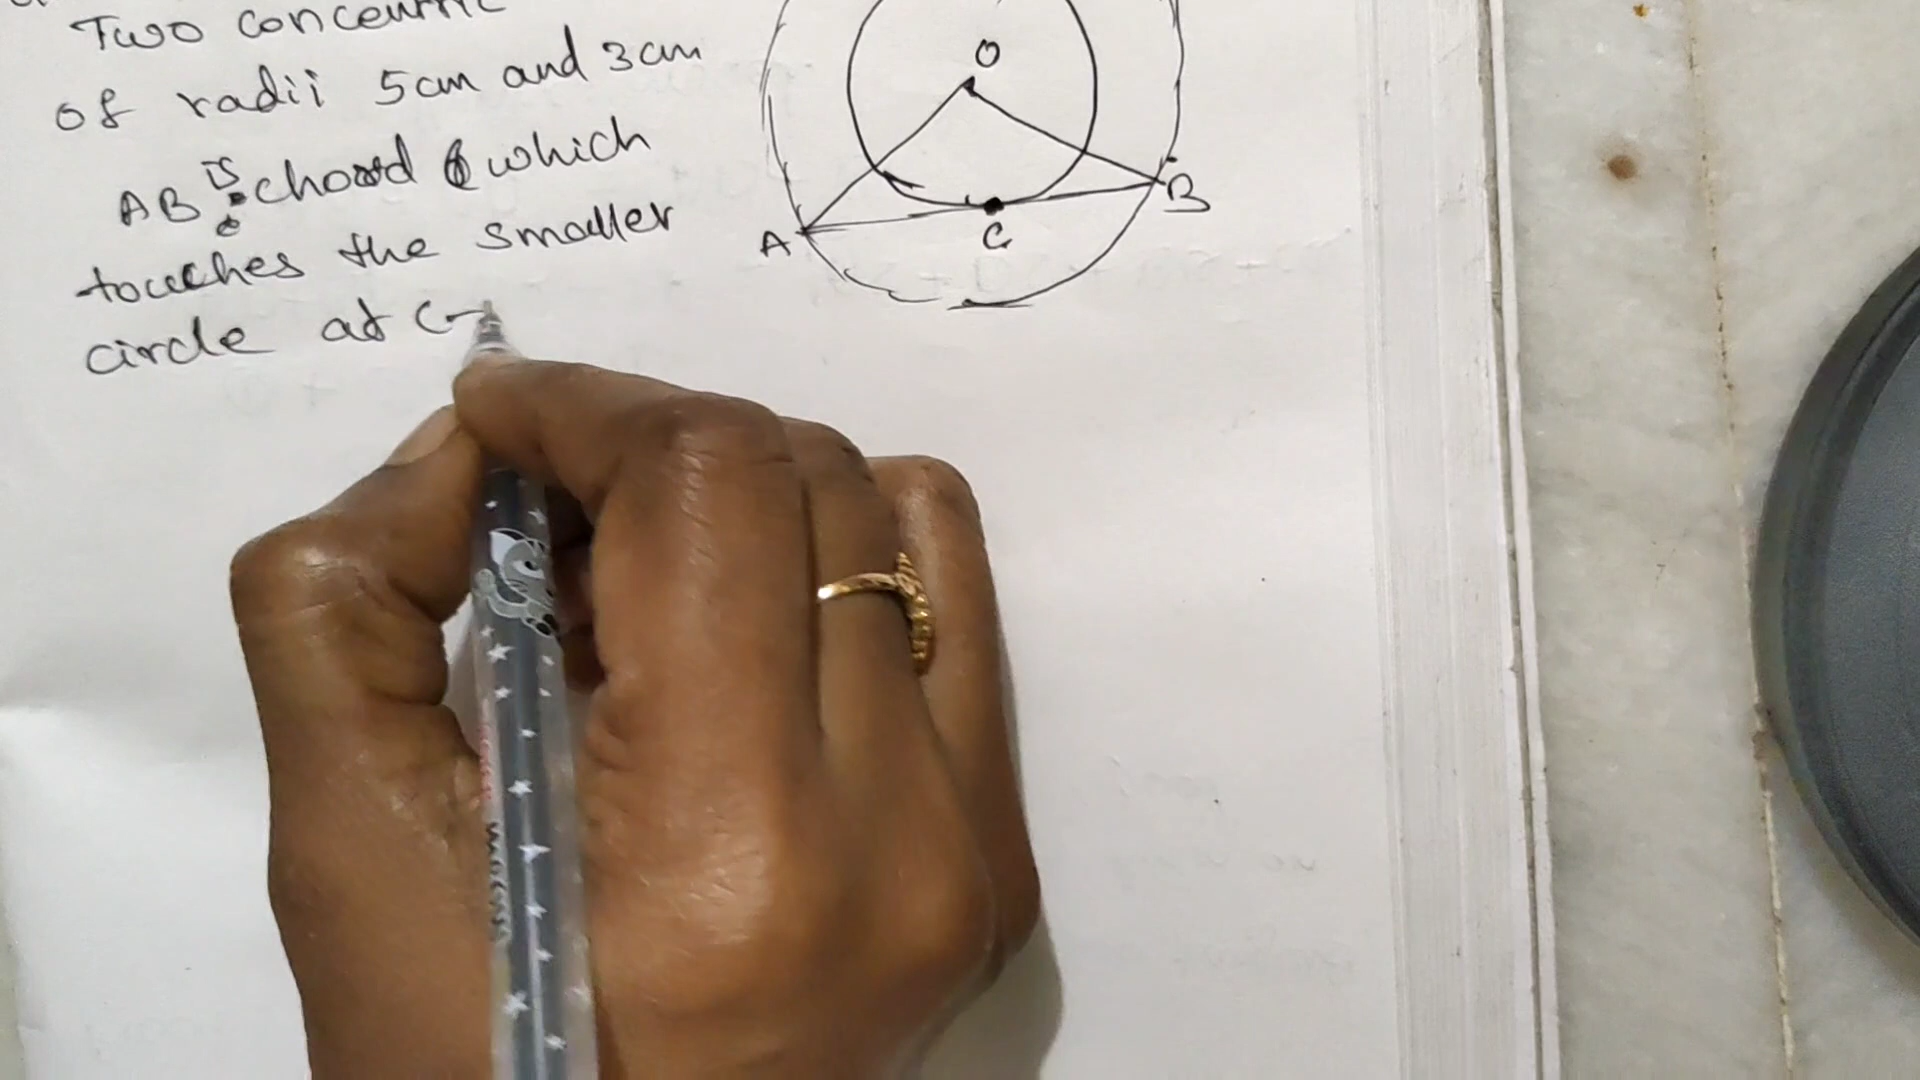 Two concentric
of radii 5cm and 3cm
AB is chord which
touches the smaller
circle at C
O
A
B
C